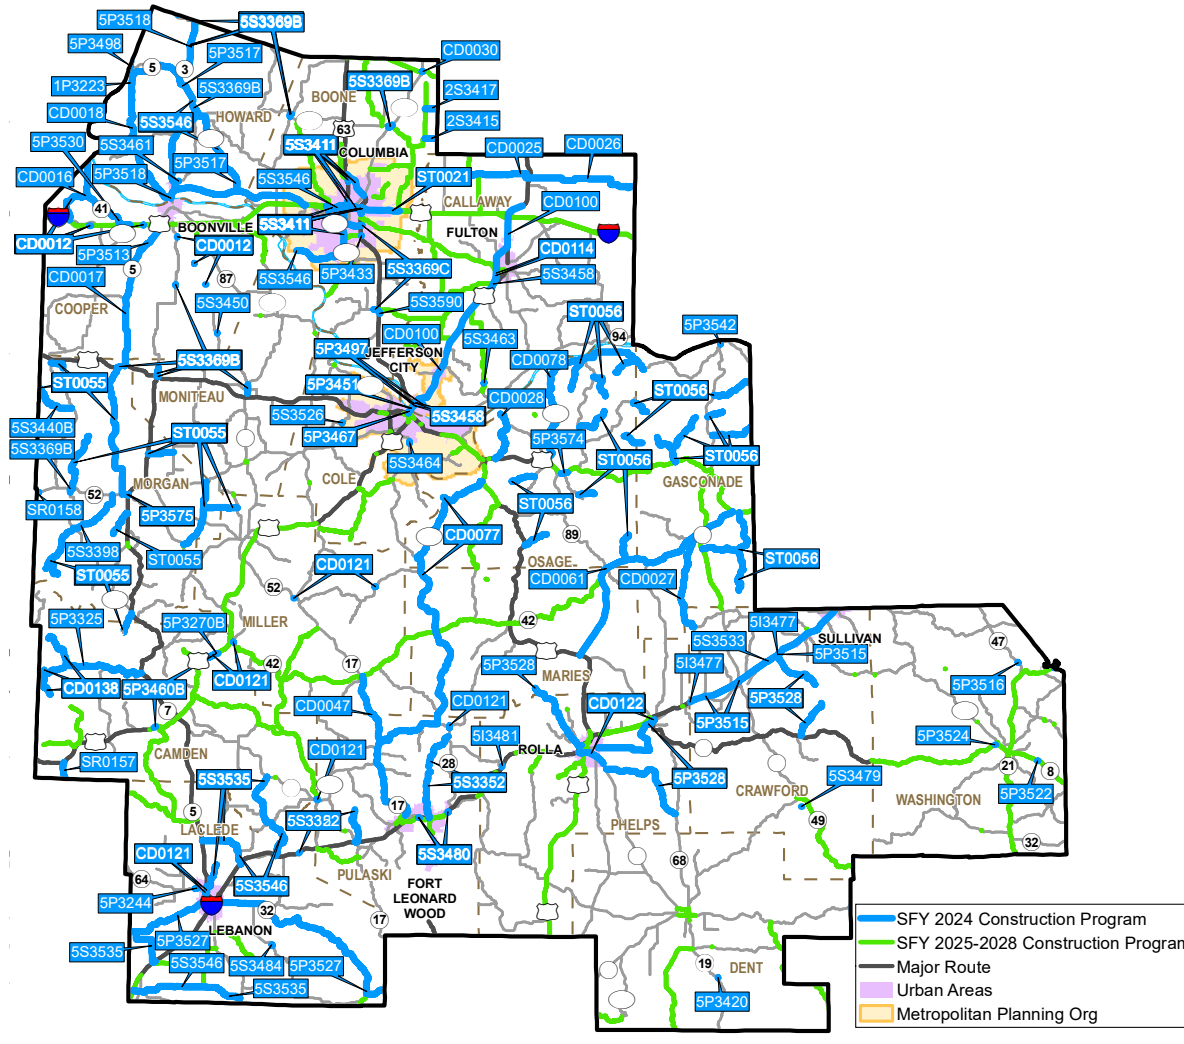 5P3518
5S3369B
5P3498
5P3517
CD0030
5
3
5S3369B
1P3223
5S3369B
BOONE
2S3417
CD0018
HOWARD
5S3546
63
2S3415
5P3530
5S3461
5S3411
COLUMBIA
CD0025
CD0026
5P3517
CD0016
5P3518
5S3546
ST0021
41
CALLAWAY
CD0100
BOONVILLE
5S3411
FULTON
CD0012
CD0012
CD0114
5P3513
5
5S3546
5P3433
5S3369C
5S3458
CD0017
87
5S3450
5S3590
ST0056
COOPER
5P3542
CD0100
5S3463
94
5P3497
JEFFERSON
CITY
5S3369B
CD0078
ST0055
5P3451
ST0056
MONITEAU
CD0028
5S3526
5S3458
5S3440B
ST0055
5P3467
5P3574
5S3369B
5S3464
ST0056
ST0056
COLE
GASCONADE
MORGAN
52
SR0158
5P3575
ST0056
CD0077
89
5S3398
ST0055
OSAGE
ST0056
ST0055
CD0121
CD0061
CD0027
52
5P3325
5P3270B
MILLER
42
5I3477
5S3533
SULLIVAN
47
5P3515
42
17
5P3528
5I3477
MARIES
5P3516
CD0138
5P3460B
CD0121
5P3526
CD0047
CD0121
CD0122
7
5P3515
5I3481
5P3524
SR0157
CAMDEN
CD0121
ROLLA
28
21
8
5S3535
5S3352
5P3528
5S3479
CRAWFORD
5P3522
WASHINGTON
5
17
LACLEDE
5S3322
PHELPS
49
32
CD0121
5S3480
68
64
5S3546
PULASKI
FORT
LEONARD
WOOD
5P3244
32
17
SFY 2024 Construction Program
LEBANON
5P3527
SFY 2025-2028 Construction Program
5S3535
5S3546
5S3484
5P3527
19
DENT
Major Route
5S3535
Urban Areas
5P3420
Metropolitan Planning Org